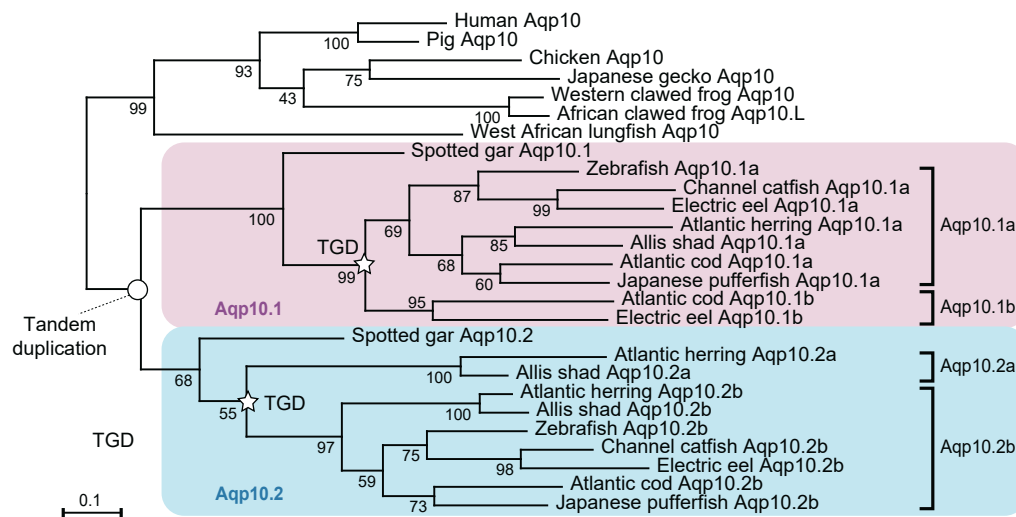 Human Aqp10
100
Pig Aqp10
93
Chicken Aqp10
75
Japanese gecko Aqp10
43
Western clawed frog Aqp10
99
100
African clawed frog Aqp10.L
West African lungfish Aqp10
Spotted gar Aqp10.1
Zebrafish Aqp10.1a
87
Channel catfish Aqp10.1a
99
Electric eel Aqp10.1a
100
69
Atlantic herring Aqp10.1a
Aqp10.1a
TGD
85
Allis shad Aqp10.1a
68
Atlantic cod Aqp10.1a
99
60
Japanese pufferfish Aqp10.1a
Aqp10.1
95
Atlantic cod Aqp10.1b
Aqp10.1b
Electric eel Aqp10.1b
Tandem
duplication
Spotted gar Aqp10.2
Atlantic herring Aqp10.2a
Aqp10.2a
68
100
Allis shad Aqp10.2a
Atlantic herring Aqp10.2b
55
TGD
100
Allis shad Aqp10.2b
Zebrafish Aqp10.2b
TGD
97
75
Channel catfish Aqp10.2b
Aqp10.2b
98
Electric eel Aqp10.2b
59
Atlantic cod Aqp10.2b
Aqp10.2
73
Japanese pufferfish Aqp10.2b
0.1